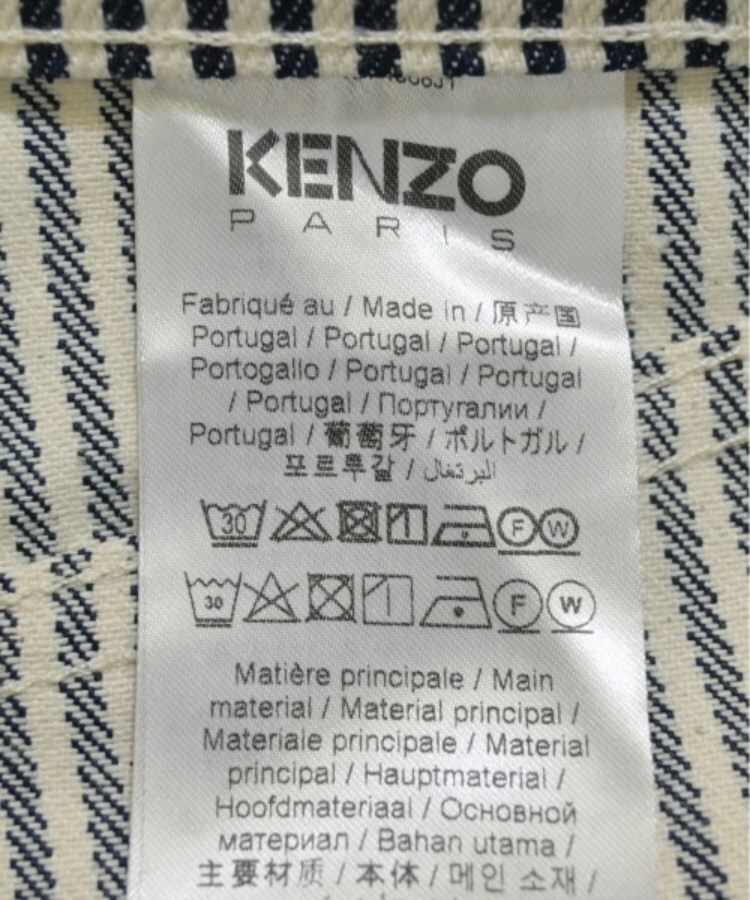 KENZO
PARIS
Fabriqué au / Made in / 原产国
Portugal / Portugal / Portugal /
Portogallo / Portugal / Portugal
/ Portugal / Португалии /
Portugal / 葡萄牙 / ポルトガル /
포르투갈 / البرتغال
30 F W
30 F W
Matière principale / Main
material / Material principal /
Materiale principale / Material
principal / Hauptmaterial /
Hoofdmateriaal / Основной
материал / Bahan utama /
主要材质 / 本体 / 메인 소재 /